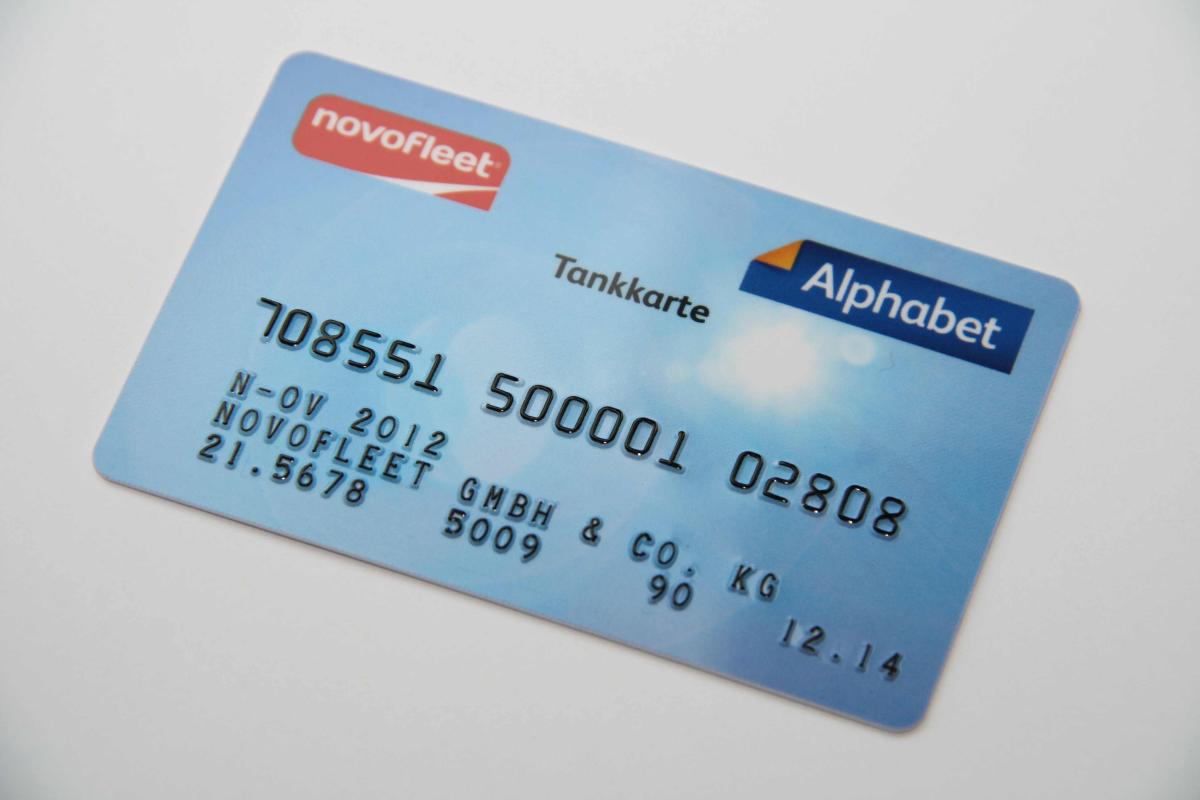 novofleet
Alphabet
Tankkarte
708551 500001 02808
N-OV 2012
NOVOFLEET GMBH & CO. KG
21.5678 5009 90 12.14